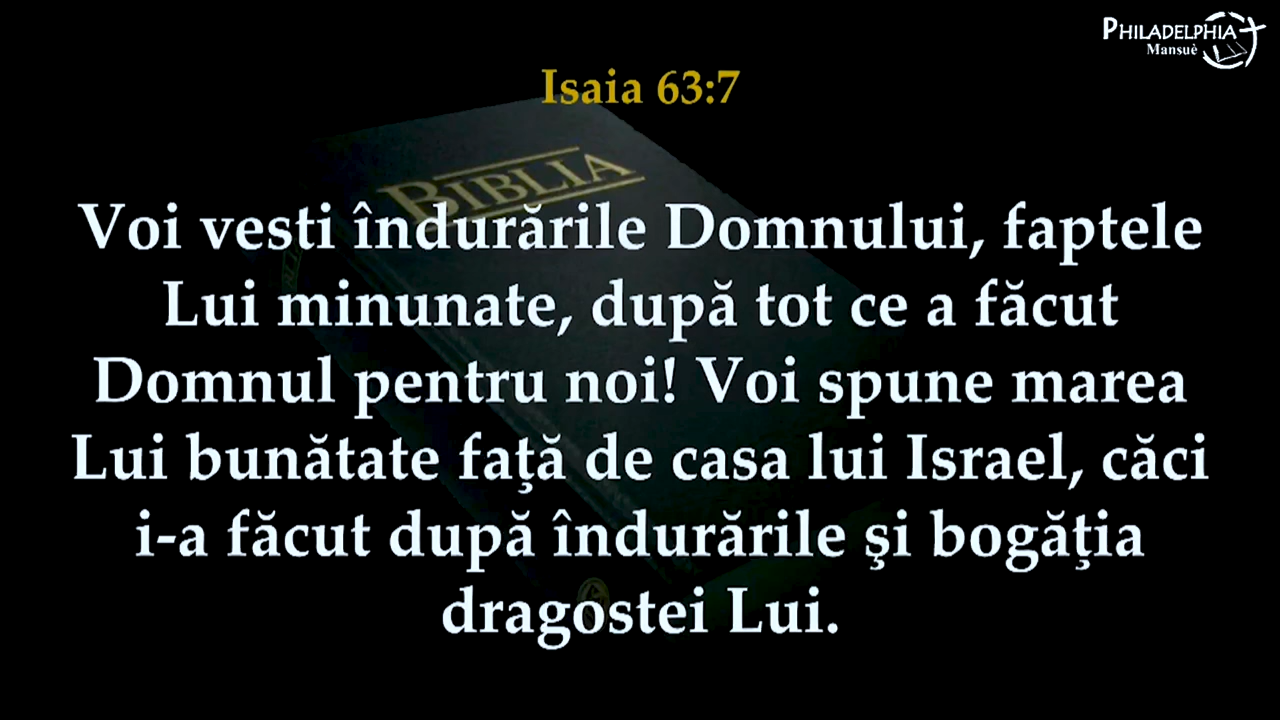 PHILADELPHIA
Mansuè
Isaia 63:7
BIBLIA
Voi vesti îndurările Domnului, faptele
Lui minunate, după tot ce a făcut
Domnul pentru noi! Voi spune marea
Lui bunătate faţă de casa lui Israel, căci
i-a făcut după îndurările şi bogăţia
dragostei Lui.